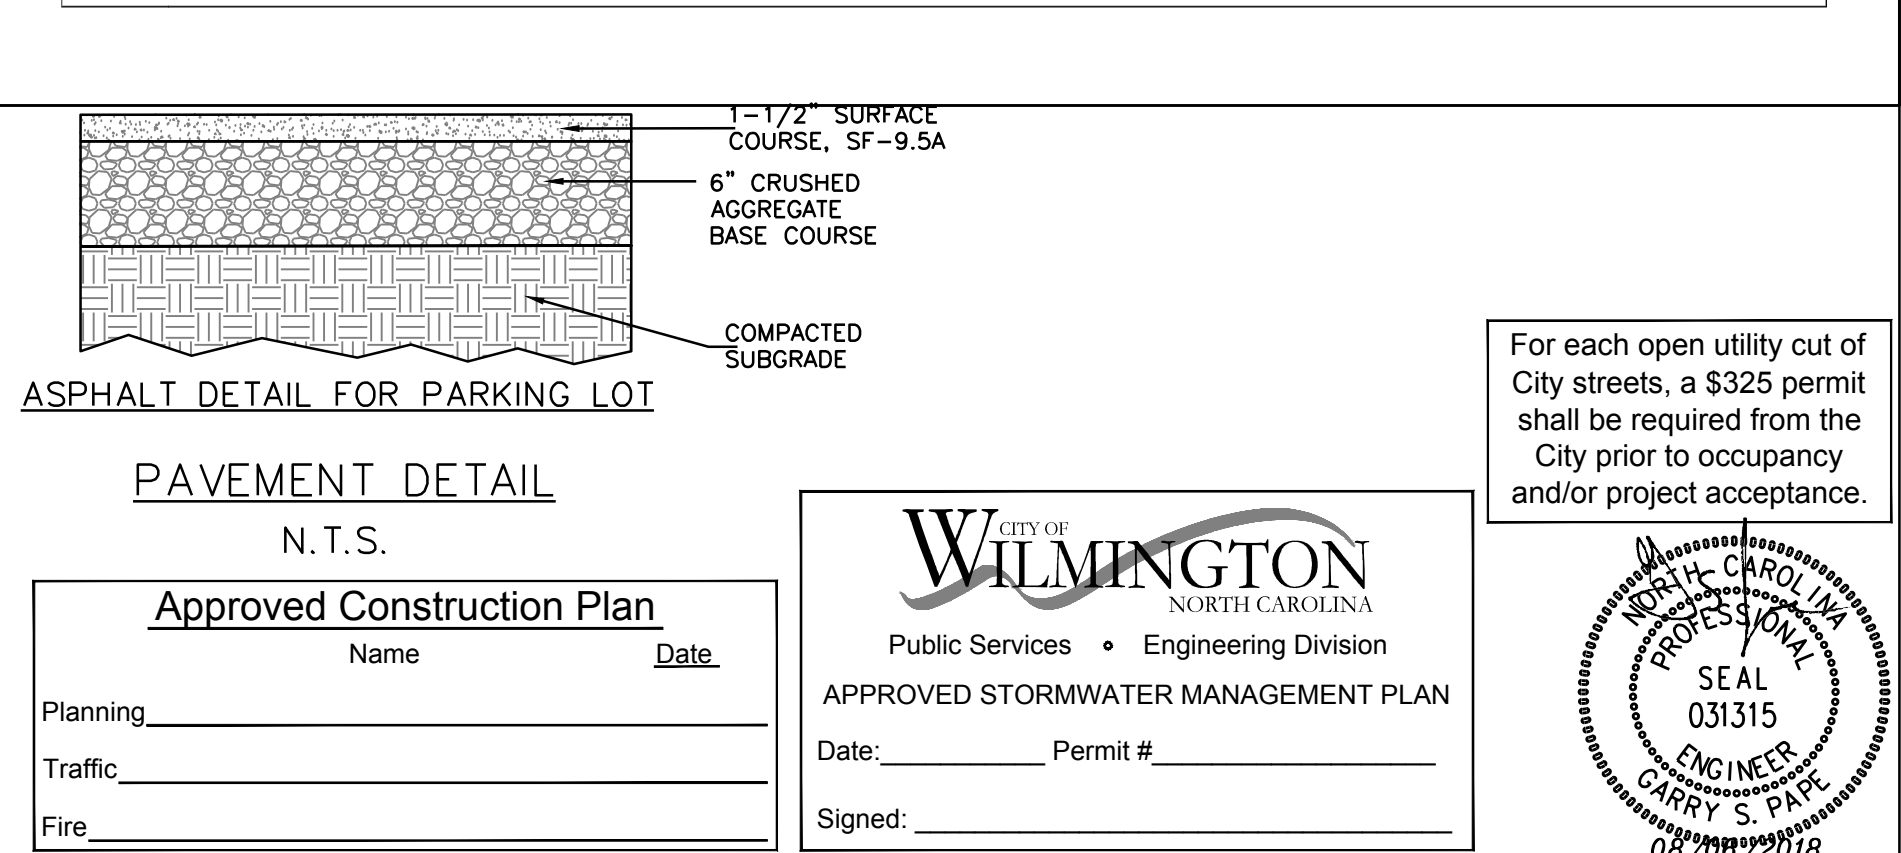 1-1/2" SURFACE
COURSE, SF-9.5A
6" CRUSHED
AGGREGATE
BASE COURSE
COMPACTED
SUBGRADE
ASPHALT DETAIL FOR PARKING LOT
PAVEMENT DETAIL
N.T.S.
Approved Construction Plan
Name Date
Planning
Traffic
Fire
CITY OF
WILMINGTON
NORTH CAROLINA
Public Services • Engineering Division
APPROVED STORMWATER MANAGEMENT PLAN
Date:___________ Permit #___________________
Signed: ____________________________________
For each open utility cut of
City streets, a $325 permit
shall be required from the
City prior to occupancy
and/or project acceptance.
NORTH CAROLINA
PROFESSIONAL
SEAL
031315
ENGINEER
GARRY S. PAPE